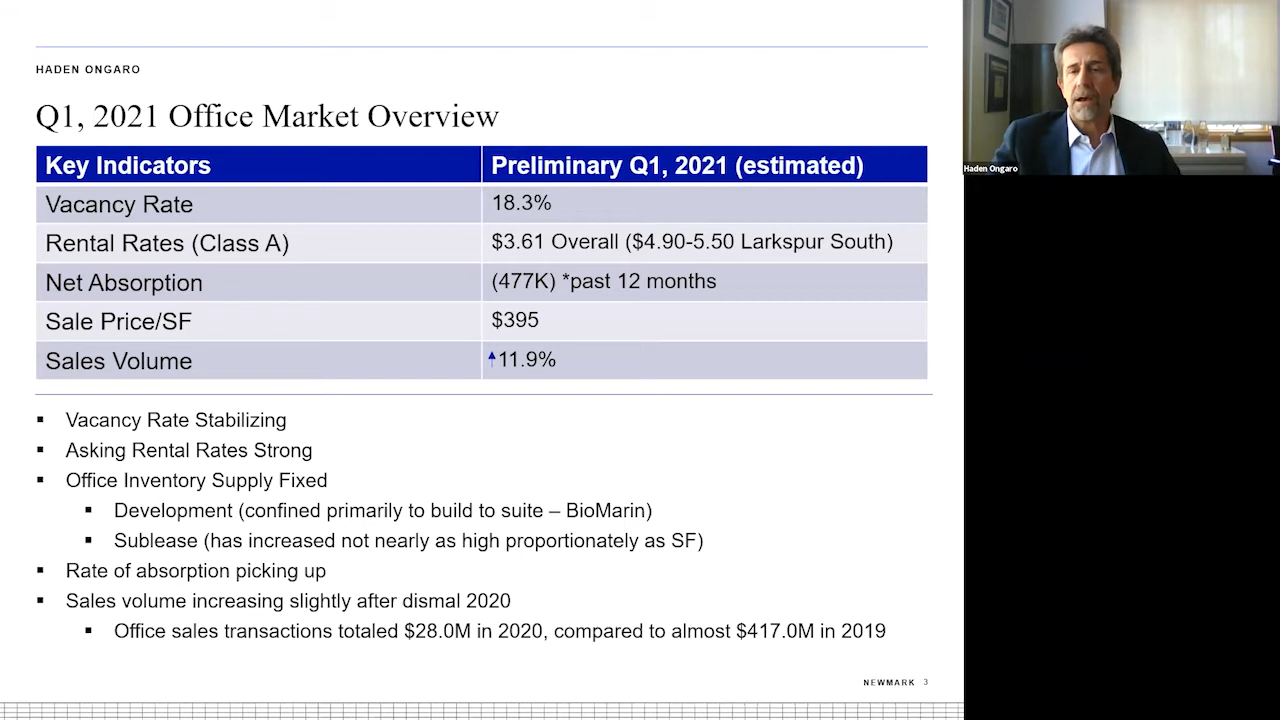 HADEN ONGARO
Q1, 2021 Office Market Overview
Key Indicators Preliminary Q1, 2021 (estimated)
Vacancy Rate 18.3%
Rental Rates (Class A) $3.61 Overall ($4.90-5.50 Larkspur South)
Net Absorption (477K) *past 12 months
Sale Price/SF $395
Sales Volume 11.9%
▪ Vacancy Rate Stabilizing
▪ Asking Rental Rates Strong
▪ Office Inventory Supply Fixed
▪ Development (confined primarily to build to suite – BioMarin)
▪ Sublease (has increased not nearly as high proportionately as SF)
▪ Rate of absorption picking up
▪ Sales volume increasing slightly after dismal 2020
▪ Office sales transactions totaled $28.0M in 2020, compared to almost $417.0M in 2019
NEWMARK 3
Haden Ongaro